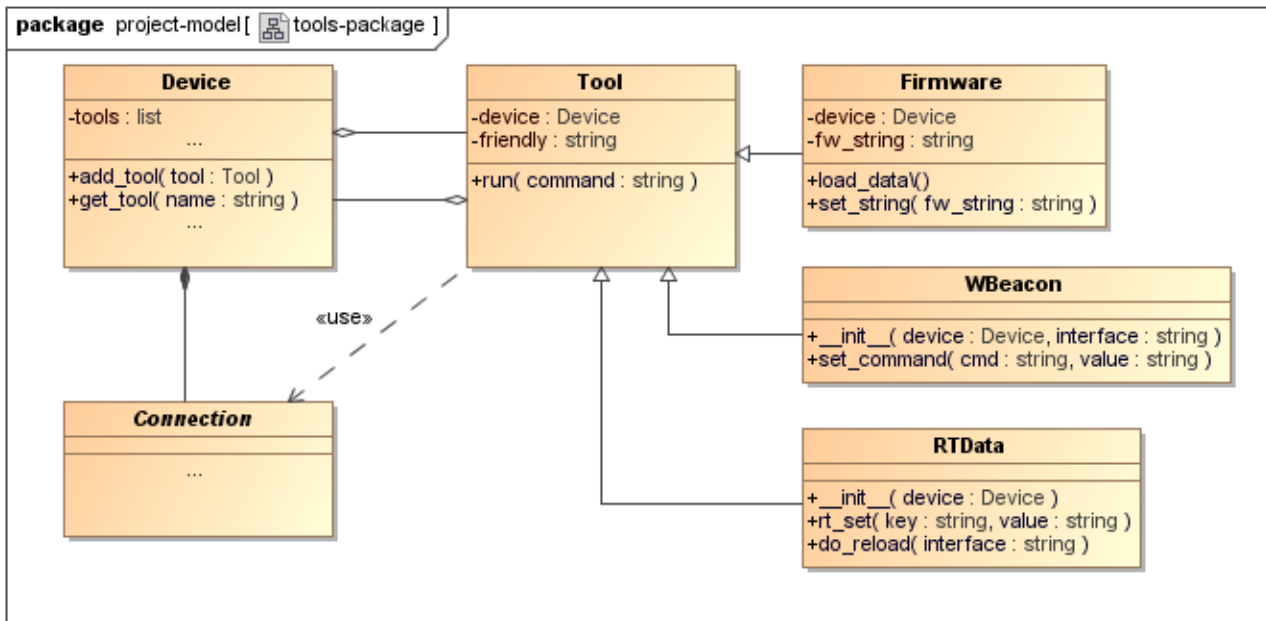 package project-model[ tools-package ]
Device
-tools : list
...
+add_tool( tool : Tool )
+get_tool( name : string )
...
Tool
-device : Device
-friendly : string
+run( command : string )
Firmware
-device : Device
-fw_string : string
+load_data\()
+set_string( fw_string : string )
WBeacon
+__init__( device : Device, interface : string )
+set_command( cmd : string, value : string )
«use»
Connection
...
RTData
+__init__( device : Device )
+rt_set( key : string, value : string )
+do_reload( interface : string )